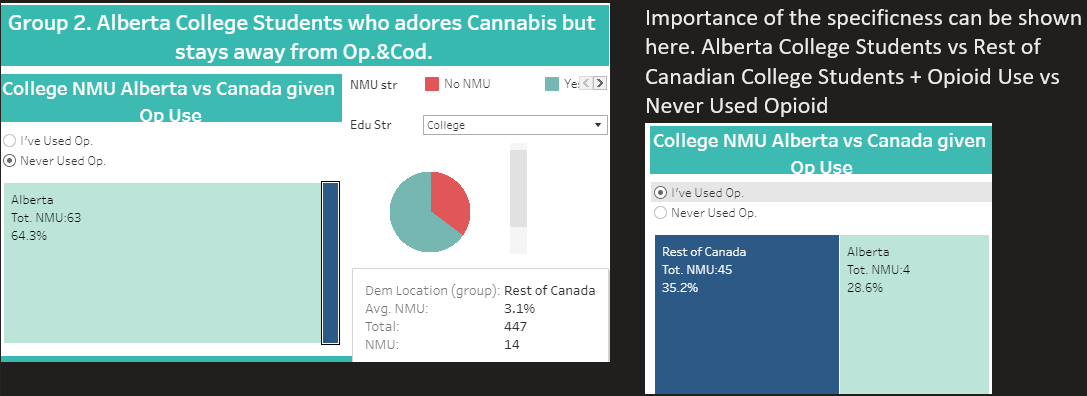 Group 2. Alberta College Students who adores Cannabis but
stays away from Op.&Cod.
College NMU Alberta vs Canada given
Op Use
I've Used Op.
Never Used Op.
Alberta
Tot. NMU:63
64.3%
NMU str
No NMU
Yes
Edu Str
College
Dem Location (group): Rest of Canada
Avg. NMU: 3.1%
Total: 447
NMU: 14
Importance of the specificness can be shown
here. Alberta College Students vs Rest of
Canadian College Students + Opioid Use vs
Never Used Opioid
College NMU Alberta vs Canada given
Op Use
I've Used Op.
Never Used Op.
Rest of Canada
Tot. NMU:45
35.2%
Alberta
Tot. NMU:4
28.6%